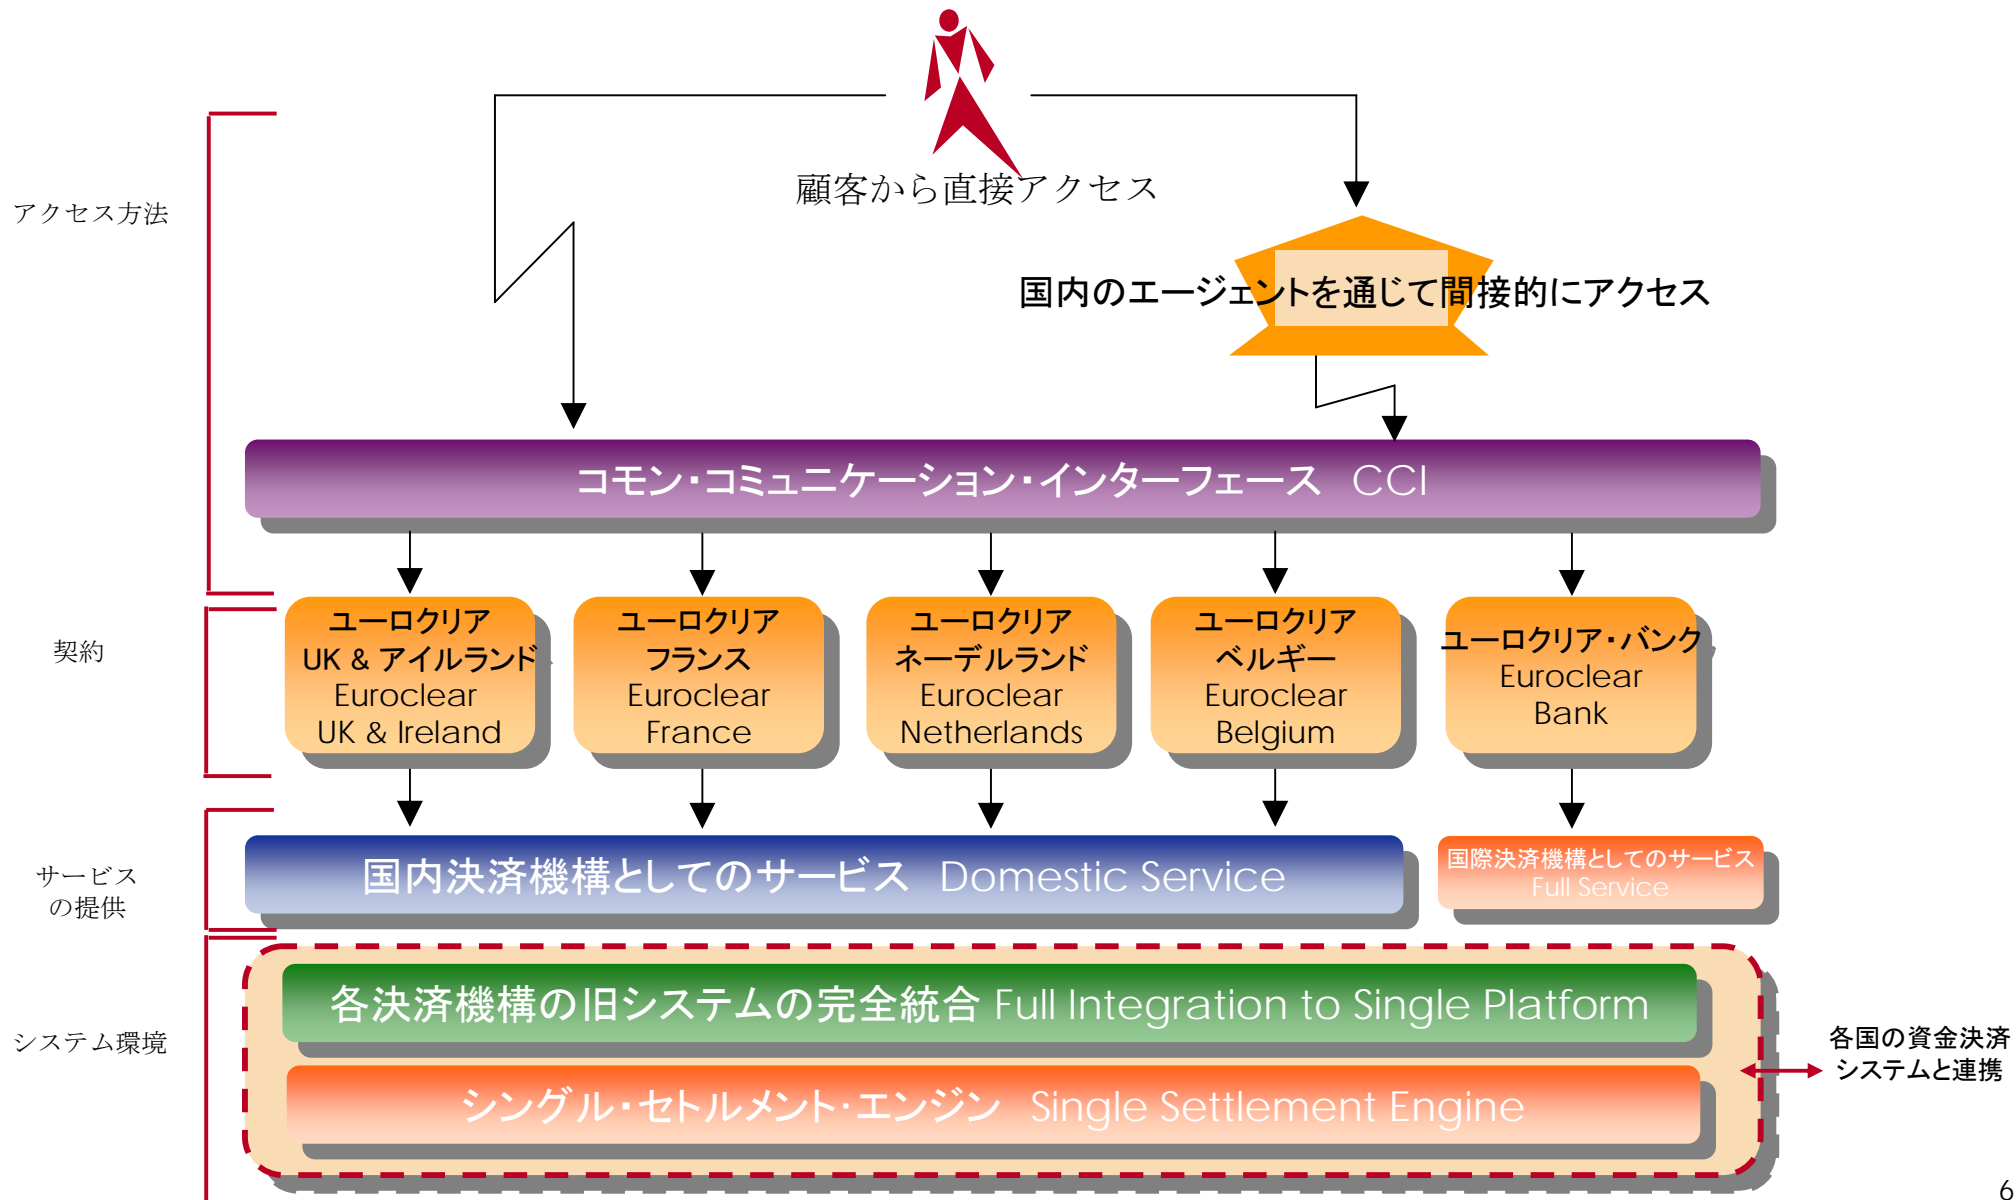 顧客から直接アクセス
アクセス方法
国内のエージェントを通じて間接的にアクセス
コモン・コミュニケーション・インターフェース CCI
契約
ユーロクリア
UK & アイルランド
Euroclear
UK & Ireland
ユーロクリア
フランス
Euroclear
France
ユーロクリア
ネーデルランド
Euroclear
Netherlands
ユーロクリア
ベルギー
Euroclear
Belgium
ユーロクリア・バンク
Euroclear
Bank
サービス
の提供
国内決済機構としてのサービス Domestic Service
国際決済機構としてのサービス
Full Service
システム環境
各決済機構の旧システムの完全統合 Full Integration to Single Platform
シングル・セトルメント・エンジン Single Settlement Engine
各国の資金決済
システムと連携
6